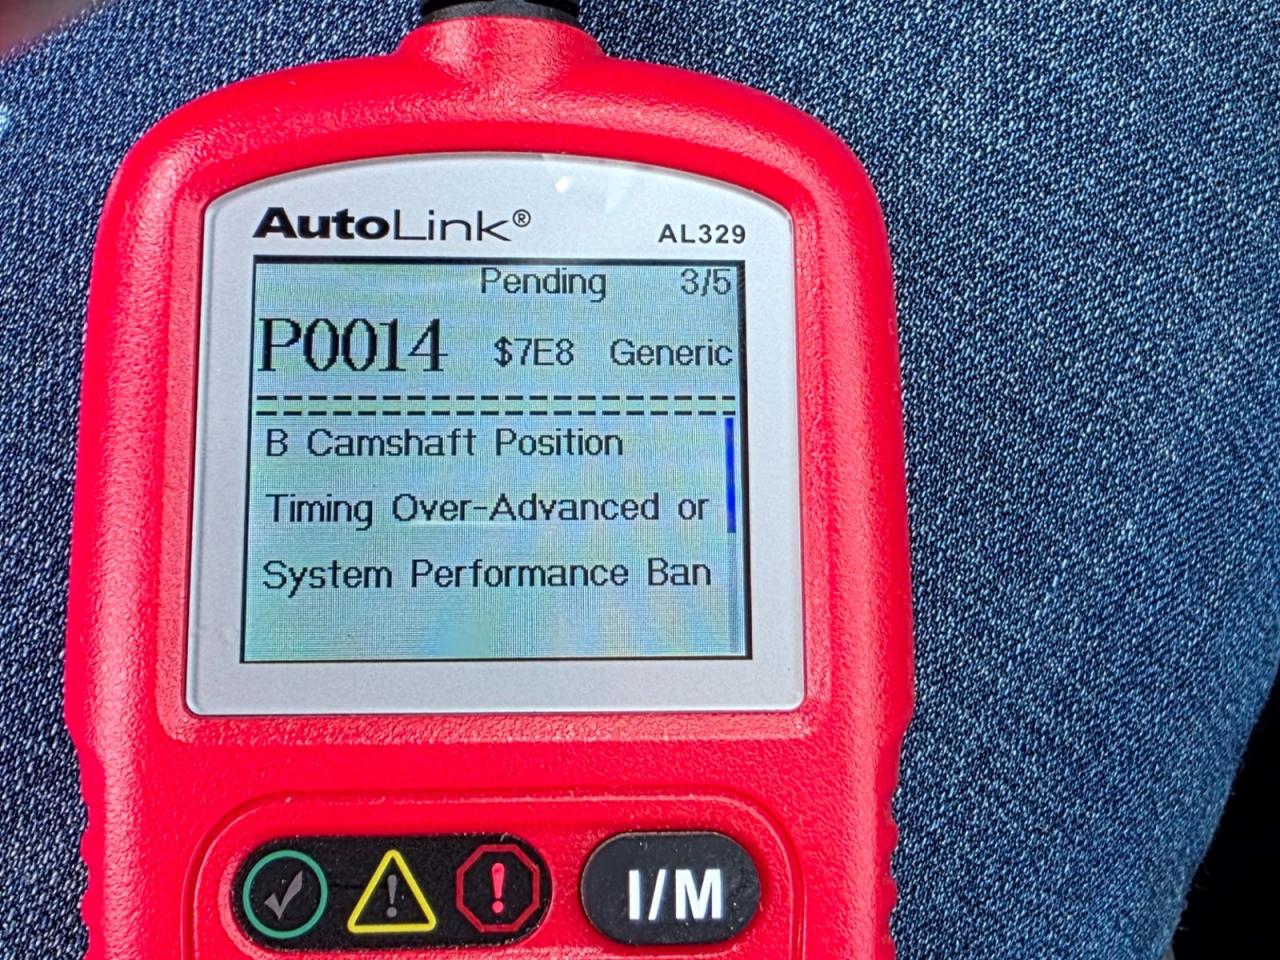 AutoLink®
AL329
Pending 3/5
P0014 $7E8 Generic
B Camshaft Position
Timing Over-Advanced or
System Performance Ban
I/M